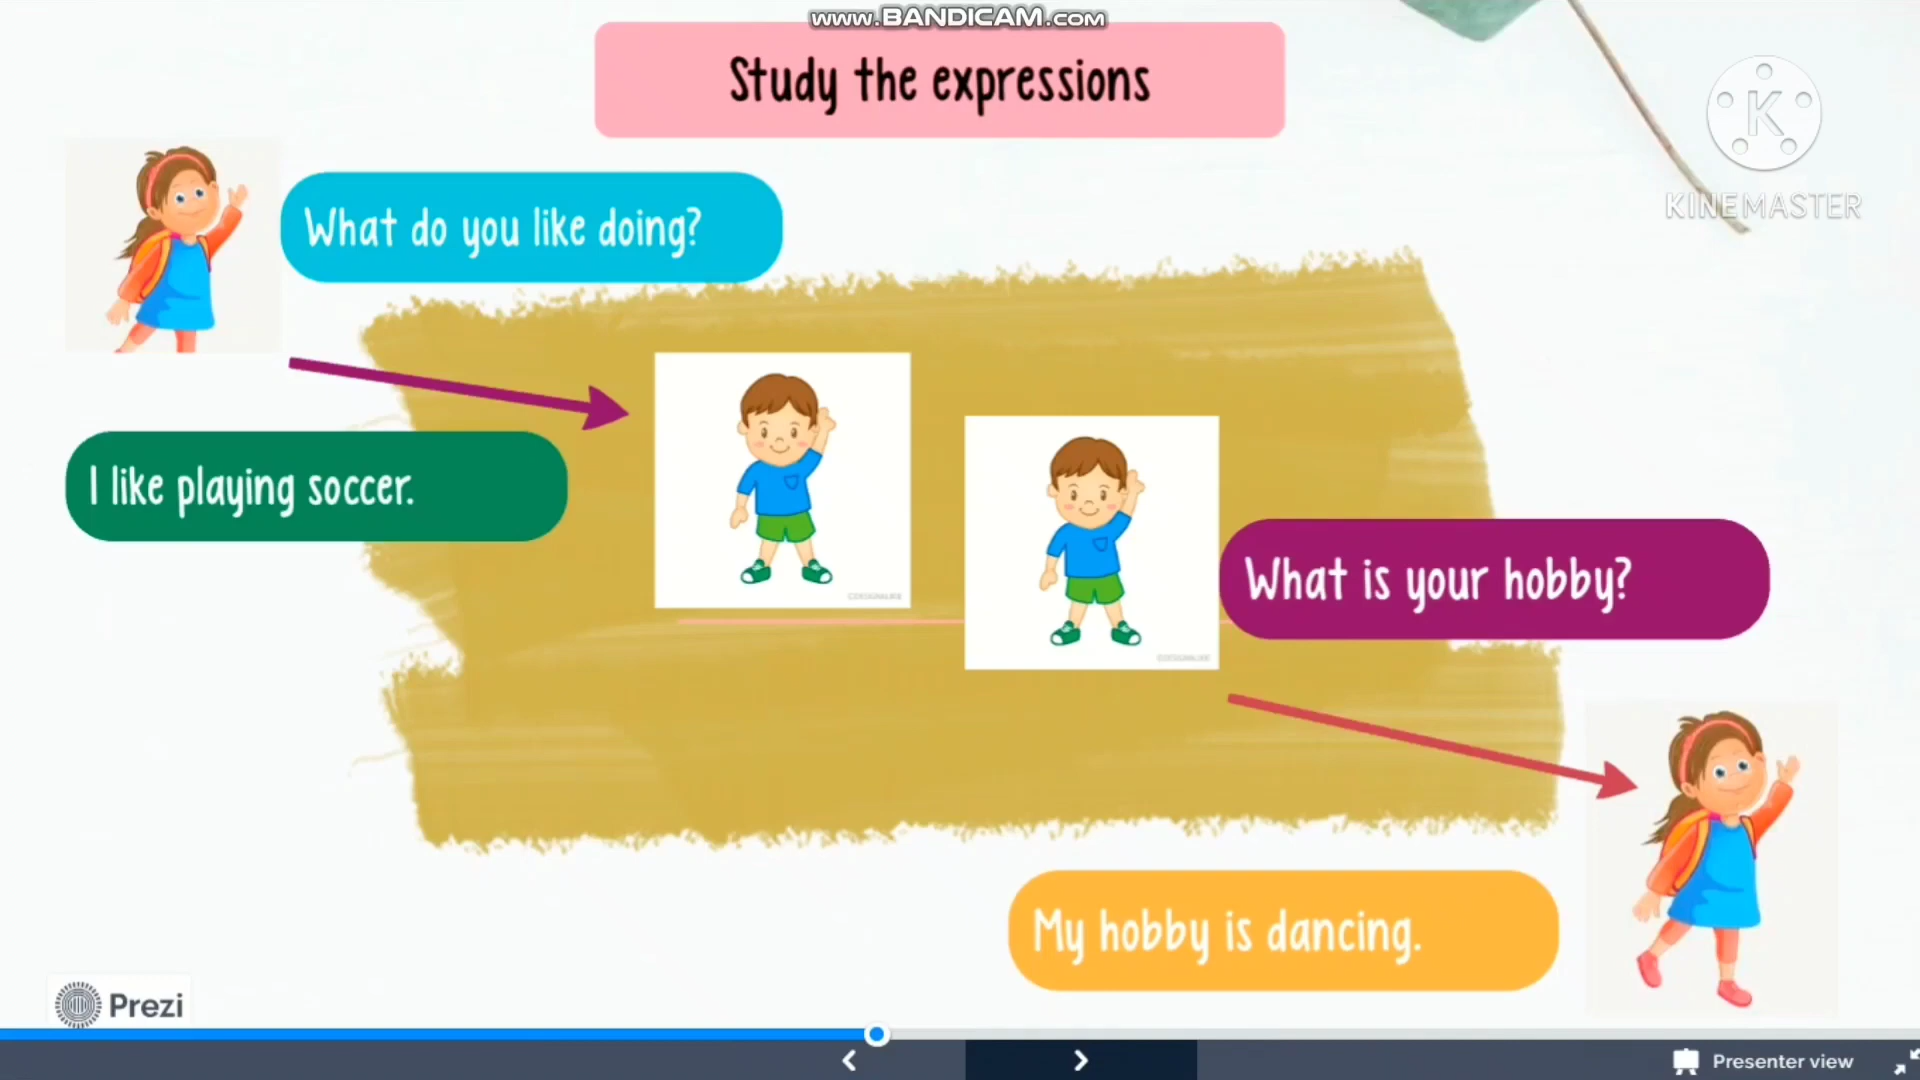 www.BANDICAM.com
Study the expressions
K
KINEMASTER
What do you like doing?
I like playing soccer.
What is your hobby?
My hobby is dancing.
Prezi
Presenter view